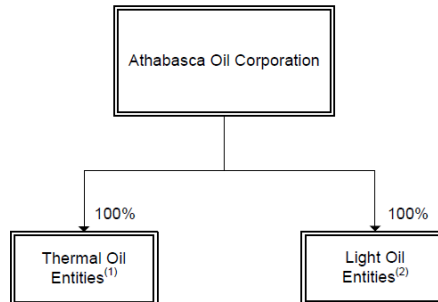 Athabasca Oil Corporation
100%
100%
Thermal Oil
Entities(1)
Light Oil
Entities(2)